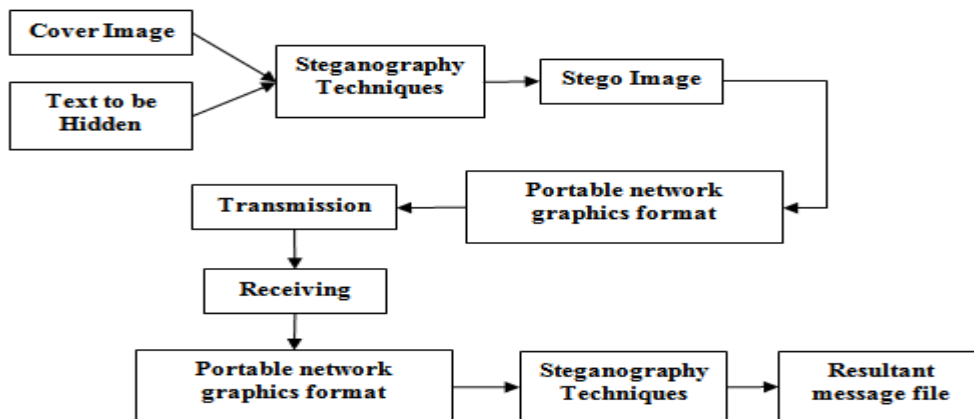 Cover Image
Text to be
Hidden
Steganography
Techniques
Stego Image
Portable network
graphics format
Transmission
Receiving
Portable network
graphics format
Steganography
Techniques
Resultant
message file